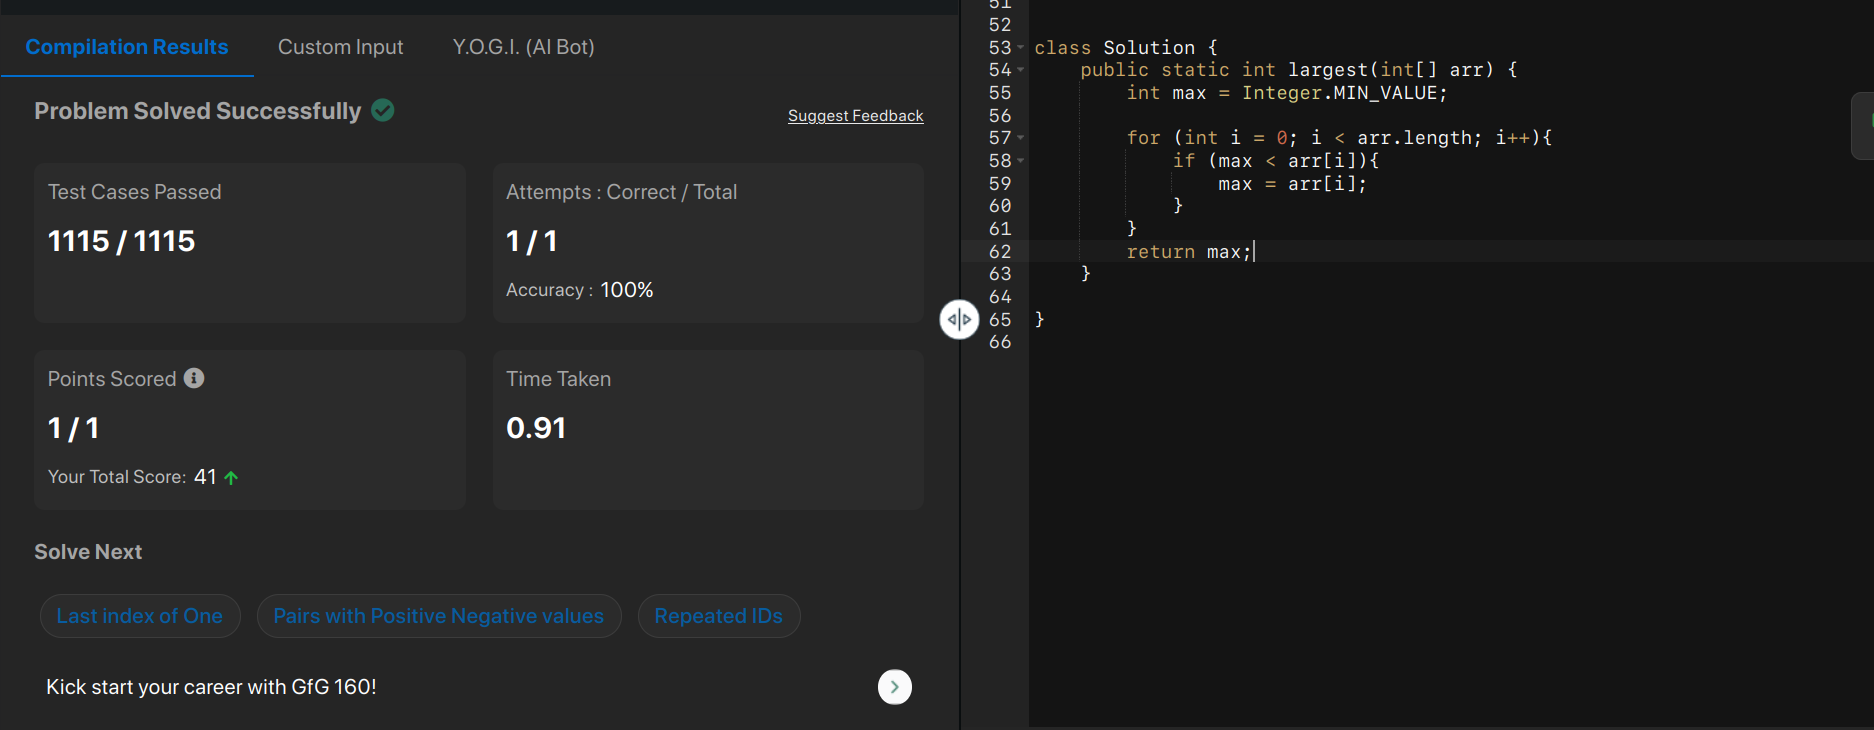 Compilation Results
Custom Input
Y.O.G.I. (AI Bot)
Problem Solved Successfully
Suggest Feedback
Test Cases Passed
1115 / 1115
Attempts : Correct / Total
1 / 1
Accuracy : 100%
Points Scored
1 / 1
Your Total Score: 41
Time Taken
0.91
Solve Next
Last index of One
Pairs with Positive Negative values
Repeated IDs
Kick start your career with GfG 160!
51
52
53 class Solution {
54     public static int largest(int[] arr) {
55         int max = Integer.MIN_VALUE;
56
57         for (int i = 0; i < arr.length; i++){
58             if (max < arr[i]){
59                 max = arr[i];
60             }
61         }
62         return max;
63     }
64
65 }
66